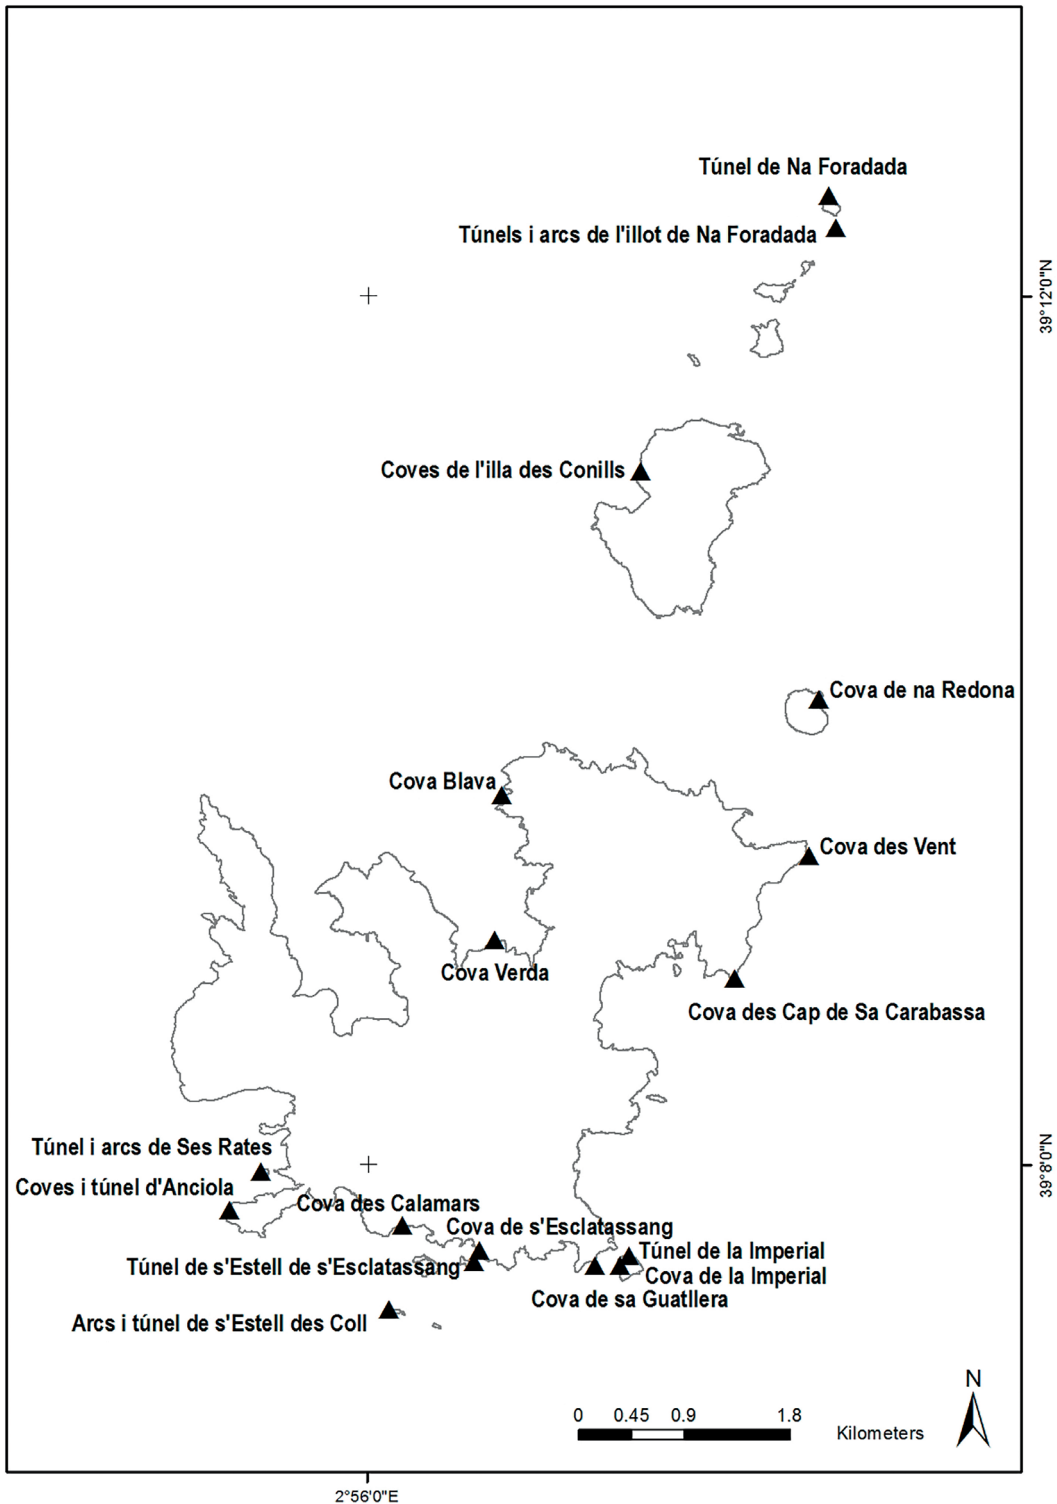 Túnel de Na Foradada
Túnels i arcs de l'illot de Na Foradada
39°12'0"N
Coves de l'illa des Conills
Cova de na Redona
Cova Blava
Cova des Vent
Cova Verda
Cova des Cap de Sa Carabassa
Túnel i arcs de Ses Rates
39°8'0"N
Coves i túnel d'Anciola
Cova des Calamars
Cova de s'Esclatassang
Túnel de la Imperial
Túnel de s'Estell de s'Esclatassang
Cova de la Imperial
Cova de sa Guatllera
Arcs i túnel de s'Estell des Coll
N
0 0.45 0.9 1.8
Kilometers
2°56'0"E